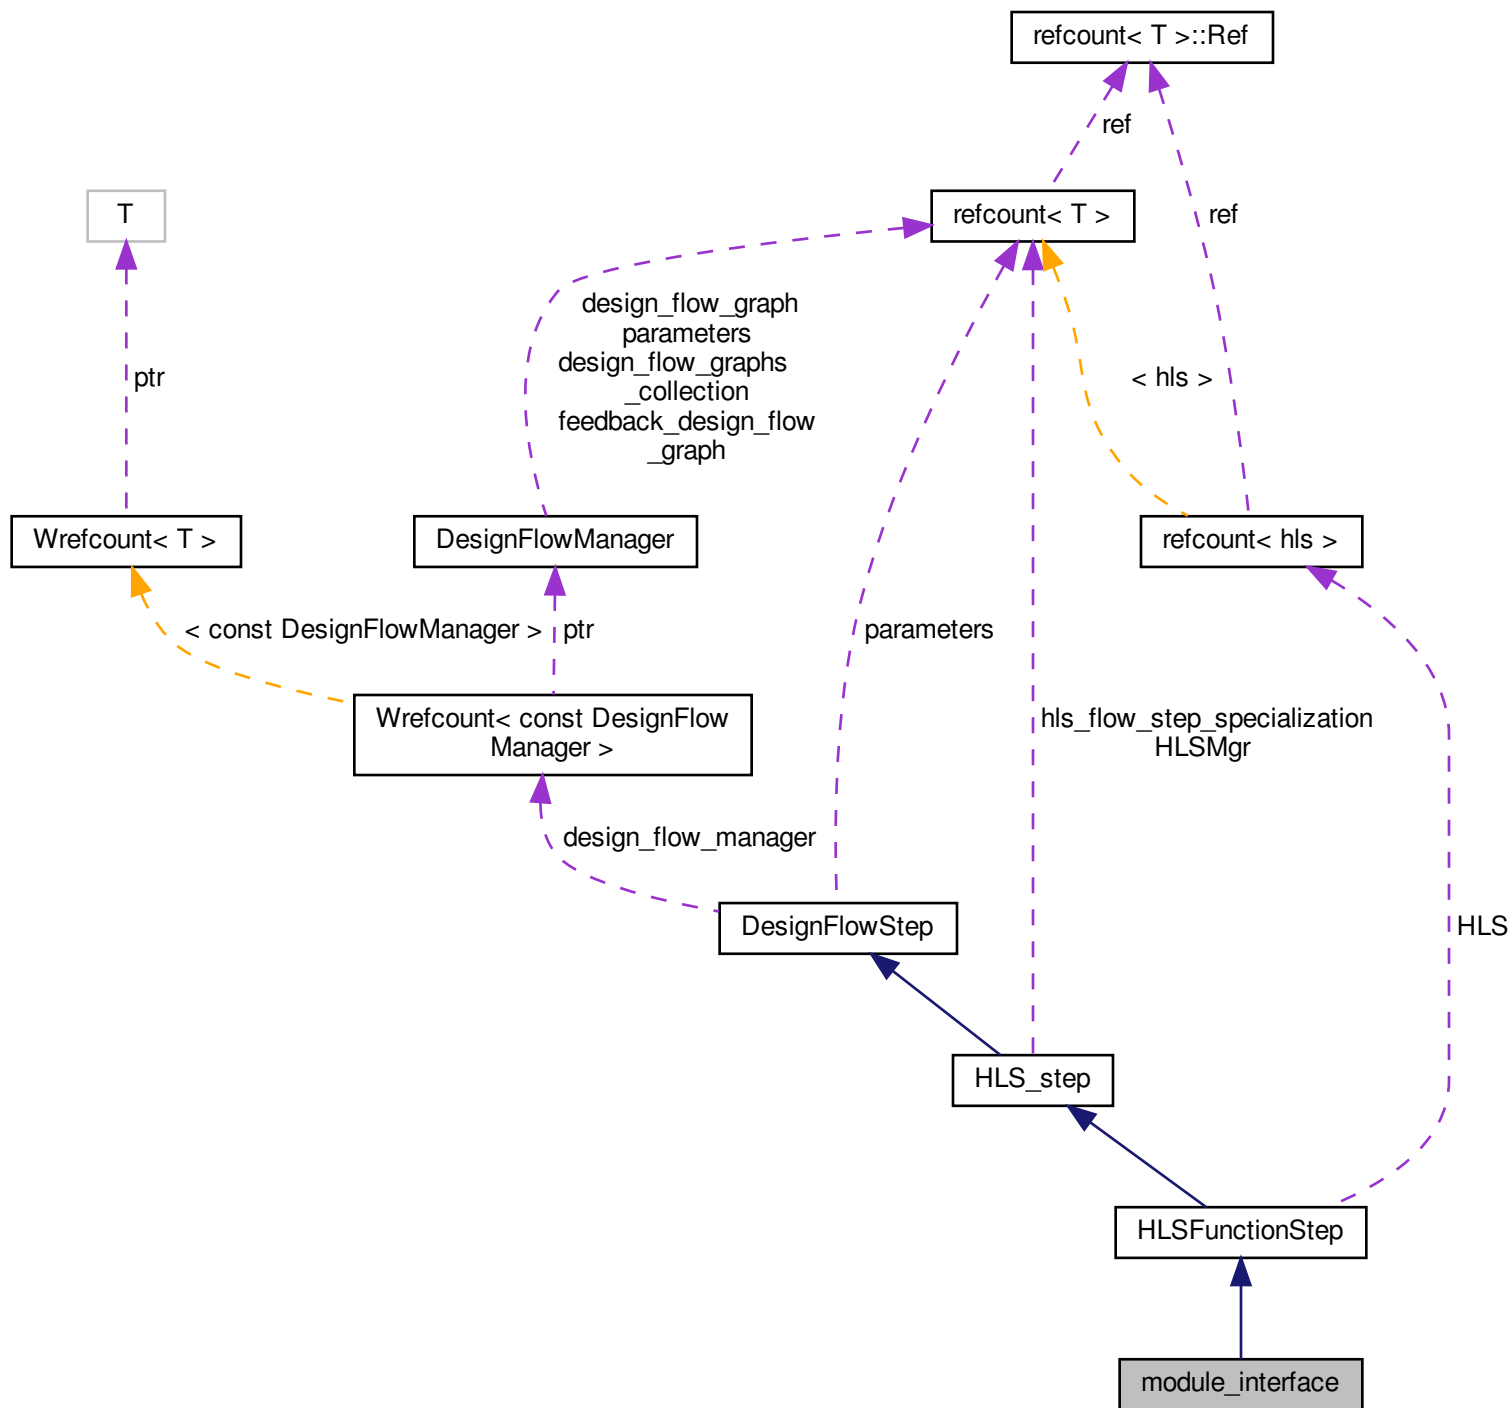 refcount< T >::Ref
ref
T
refcount< T >
ref
design_flow_graph
parameters
design_flow_graphs
_collection
feedback_design_flow
_graph
ptr
< hls >
Wrefcount< T >
DesignFlowManager
refcount< hls >
< const DesignFlowManager >
ptr
parameters
Wrefcount< const DesignFlow
Manager >
hls_flow_step_specialization
HLSMgr
design_flow_manager
DesignFlowStep
HLS
HLS_step
HLSFunctionStep
module_interface